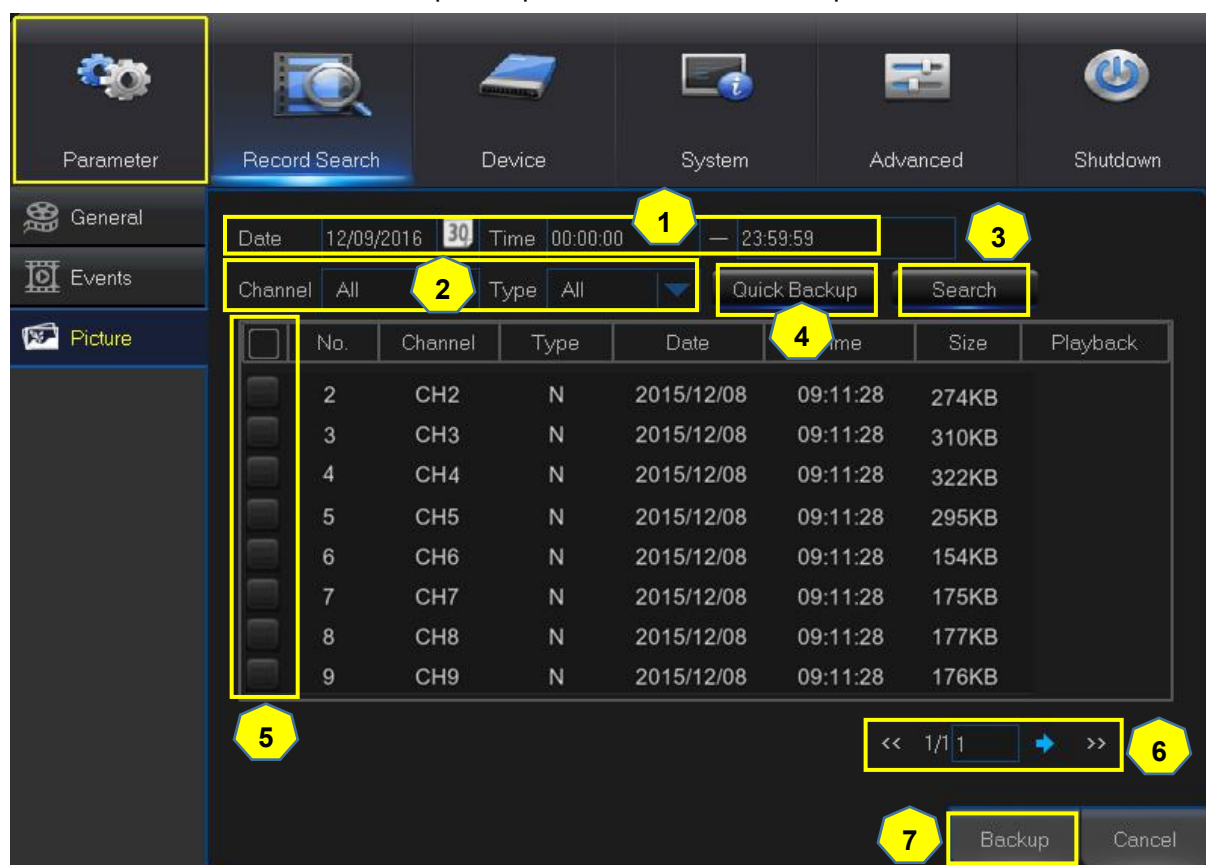 Parameter Record Search Device System Advanced Shutdown
General
Events
Picture
Date 12/09/2016 30 Time 00:00:00 1 — 23:59:59 3
Channel All 2 Type All Quick Backup Search
4
No. Channel Type Date Size Playback
2 CH2 N 2015/12/08 09:11:28 274KB
3 CH3 N 2015/12/08 09:11:28 310KB
4 CH4 N 2015/12/08 09:11:28 322KB
5 CH5 N 2015/12/08 09:11:28 295KB
6 CH6 N 2015/12/08 09:11:28 154KB
7 CH7 N 2015/12/08 09:11:28 175KB
8 CH8 N 2015/12/08 09:11:28 177KB
9 CH9 N 2015/12/08 09:11:28 176KB
5
<< 1/1 1 >> 6
7 Backup Cancel